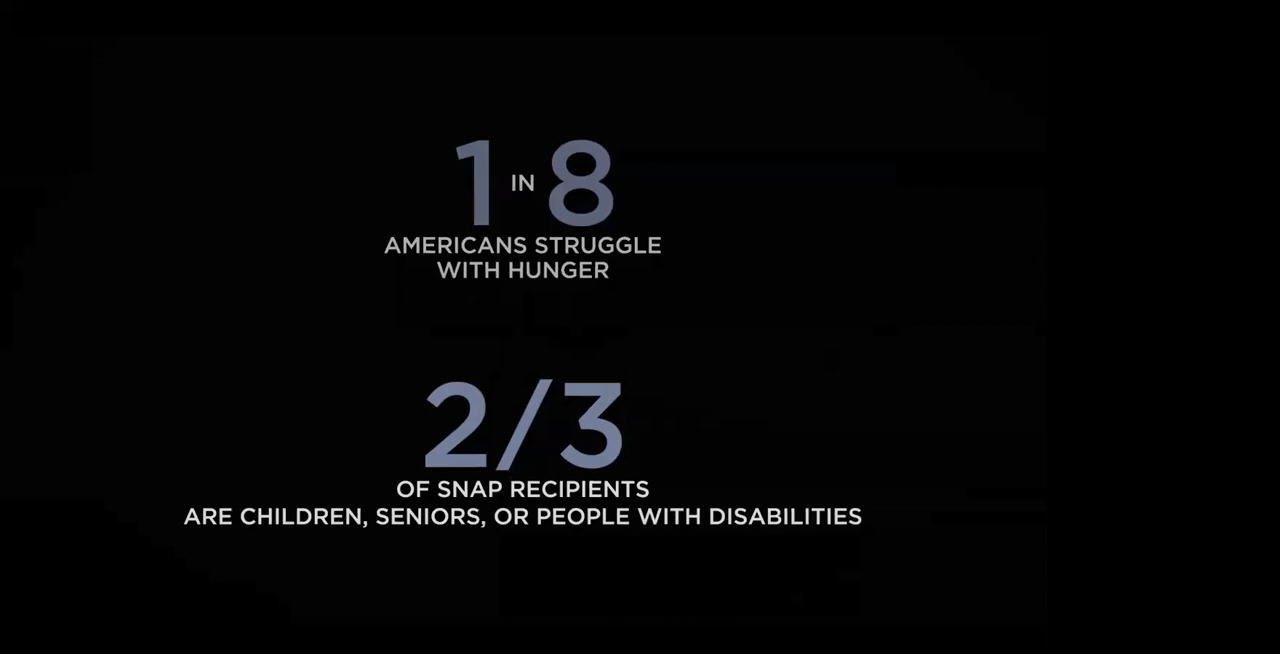 1 IN 8
AMERICANS STRUGGLE
WITH HUNGER
2/3
OF SNAP RECIPIENTS
ARE CHILDREN, SENIORS, OR PEOPLE WITH DISABILITIES